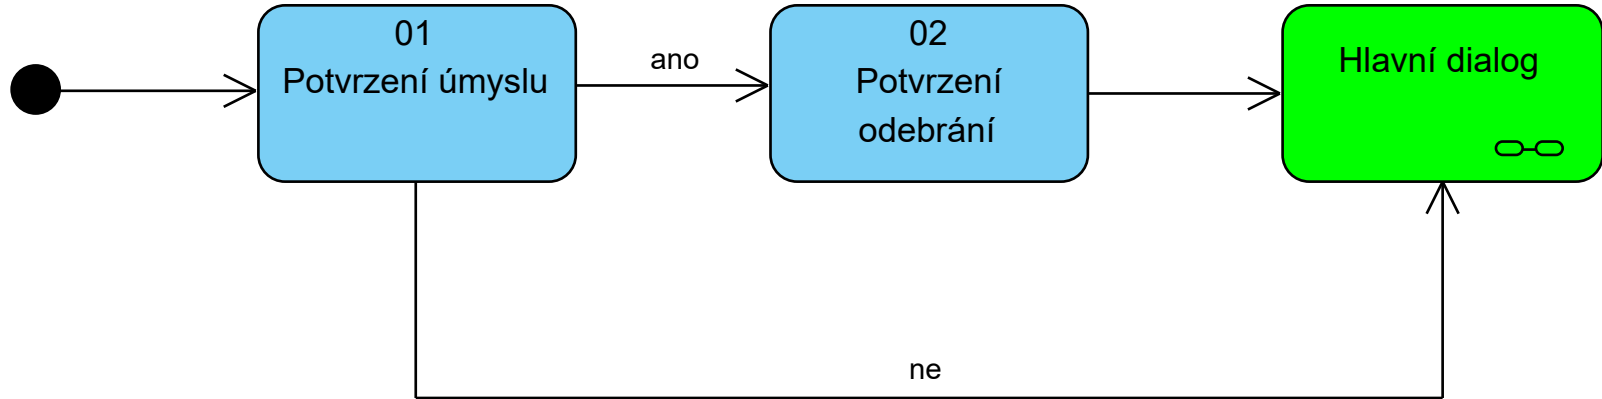 01
Potvrzení úmyslu
ano
02
Potvrzení
odebrání
Hlavní dialog
ne